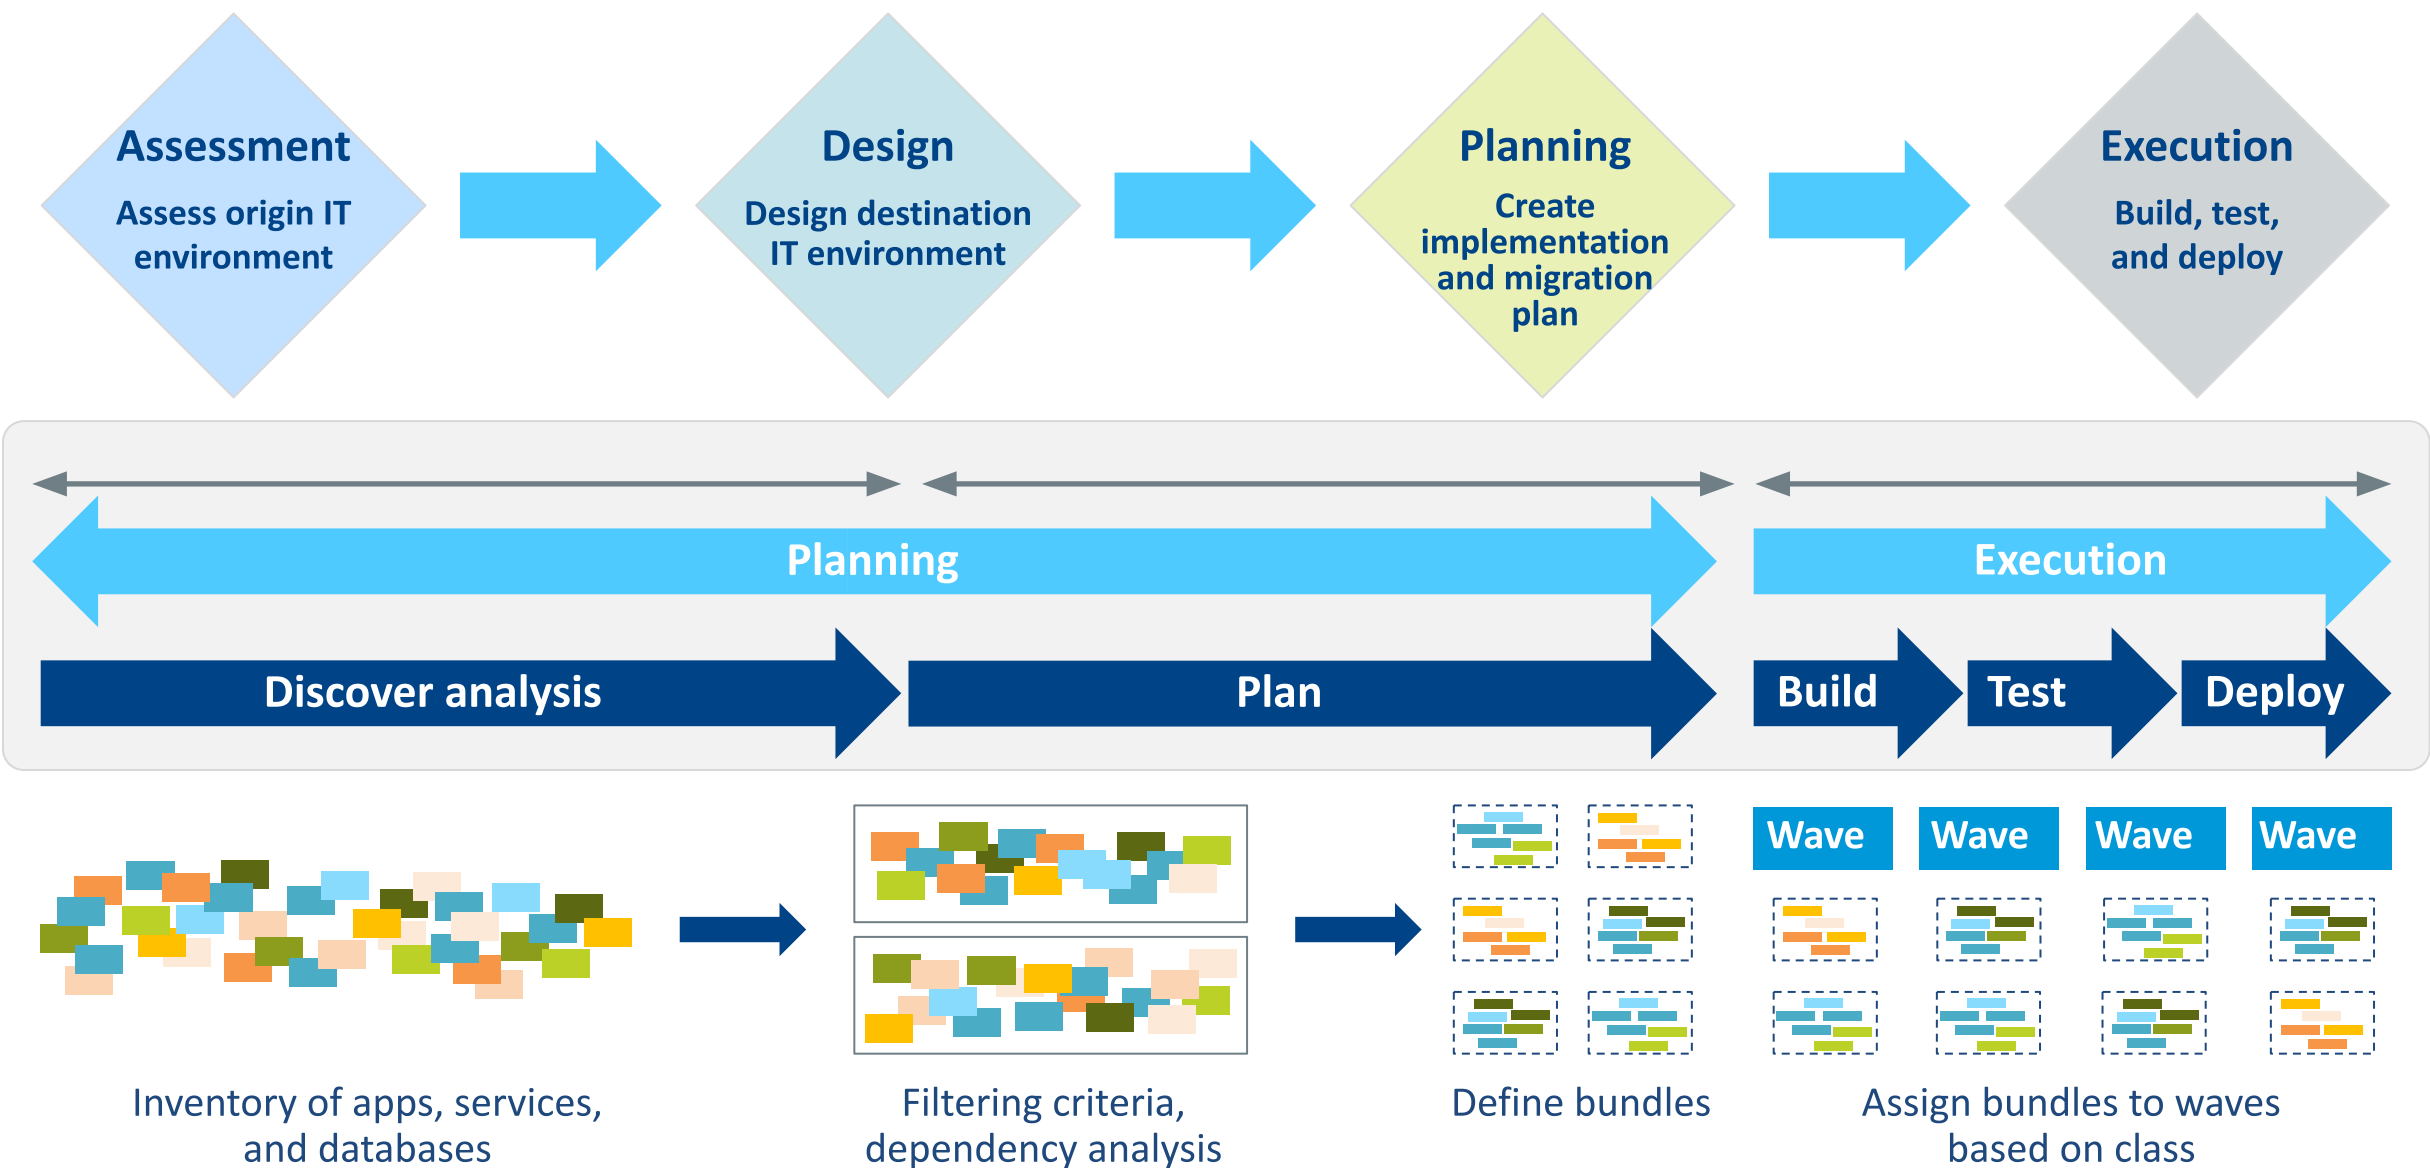 Assessment
Assess origin IT
environment
Design
Design destination
IT environment
Planning
Create
implementation
and migration
plan
Execution
Build, test,
and deploy
Planning
Execution
Discover analysis
Plan
Build
Test
Deploy
Wave
Wave
Wave
Wave
Inventory of apps, services,
and databases
Filtering criteria,
dependency analysis
Define bundles
Assign bundles to waves
based on class